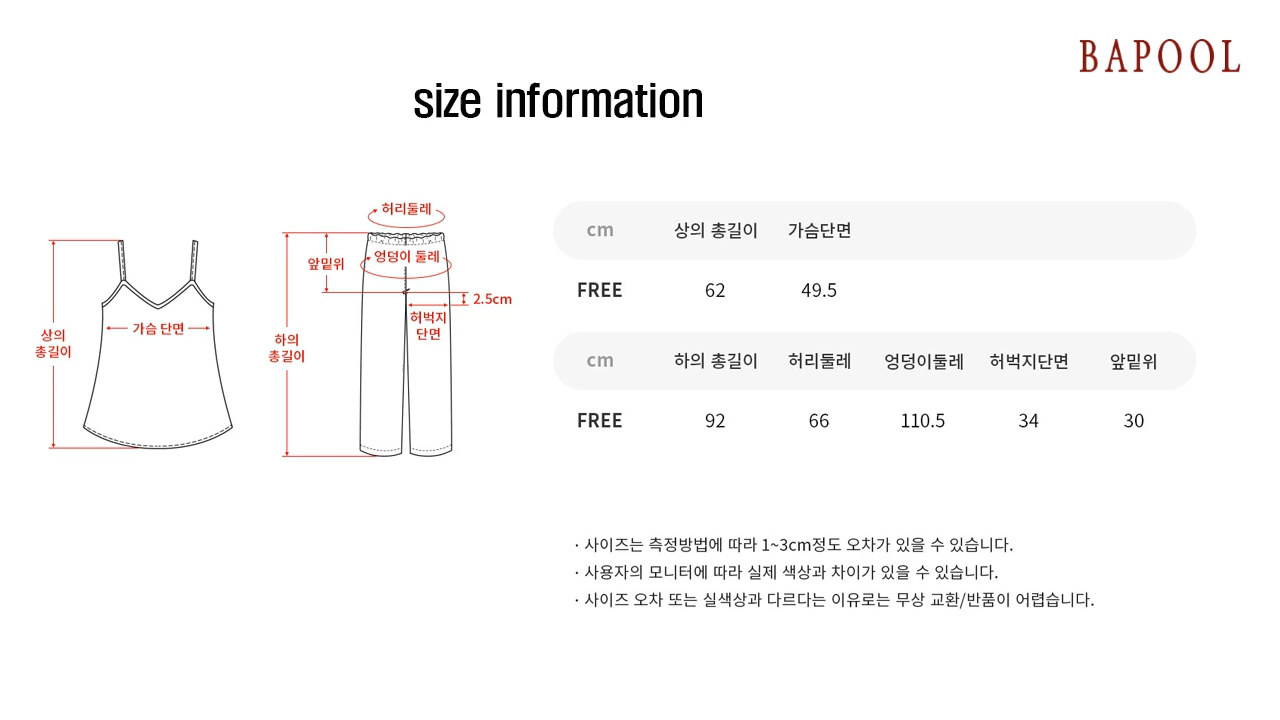 BAPOOL
size information
허리둘레
앞밑위
엉덩이 둘레
2.5cm
허벅지
단면
가슴 단면
상의
총길이
하의
총길이
cm 상의 총길이 가슴단면
FREE 62 49.5
cm 하의 총길이 허리둘레 엉덩이둘레 허벅지단면 앞밑위
FREE 92 66 110.5 34 30
· 사이즈는 측정방법에 따라 1~3cm정도 오차가 있을 수 있습니다.
· 사용자의 모니터에 따라 실제 색상과 차이가 있을 수 있습니다.
· 사이즈 오차 또는 실색상과 다르다는 이유로는 무상 교환/반품이 어렵습니다.